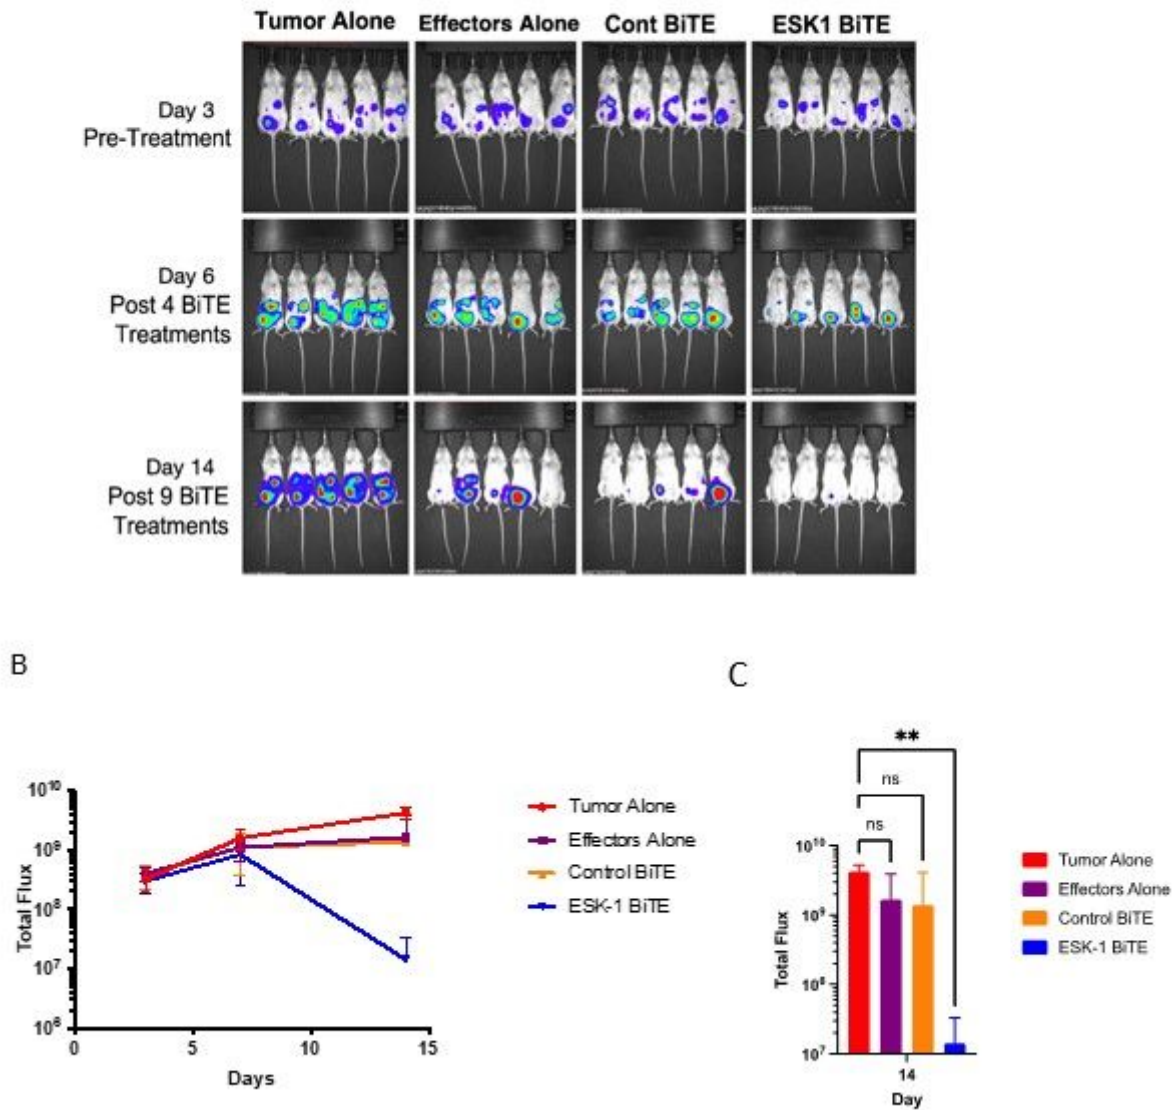 Tumor Alone Effectors Alone Cont BiTE ESK1 BiTE
Day 3
Pre-Treatment
Day 6
Post 4 BiTE
Treatments
Day 14
Post 9 BiTE
Treatments
B
10¹⁰
10⁹
10⁸
10⁷
10⁶
Total Flux
0 5 10 15
Days
Tumor Alone
Effectors Alone
Control BiTE
ESK-1 BiTE
C
**
ns
ns
10¹⁰
10⁹
10⁸
10⁷
Total Flux
14
Day
Tumor Alone
Effectors Alone
Control BiTE
ESK-1 BiTE